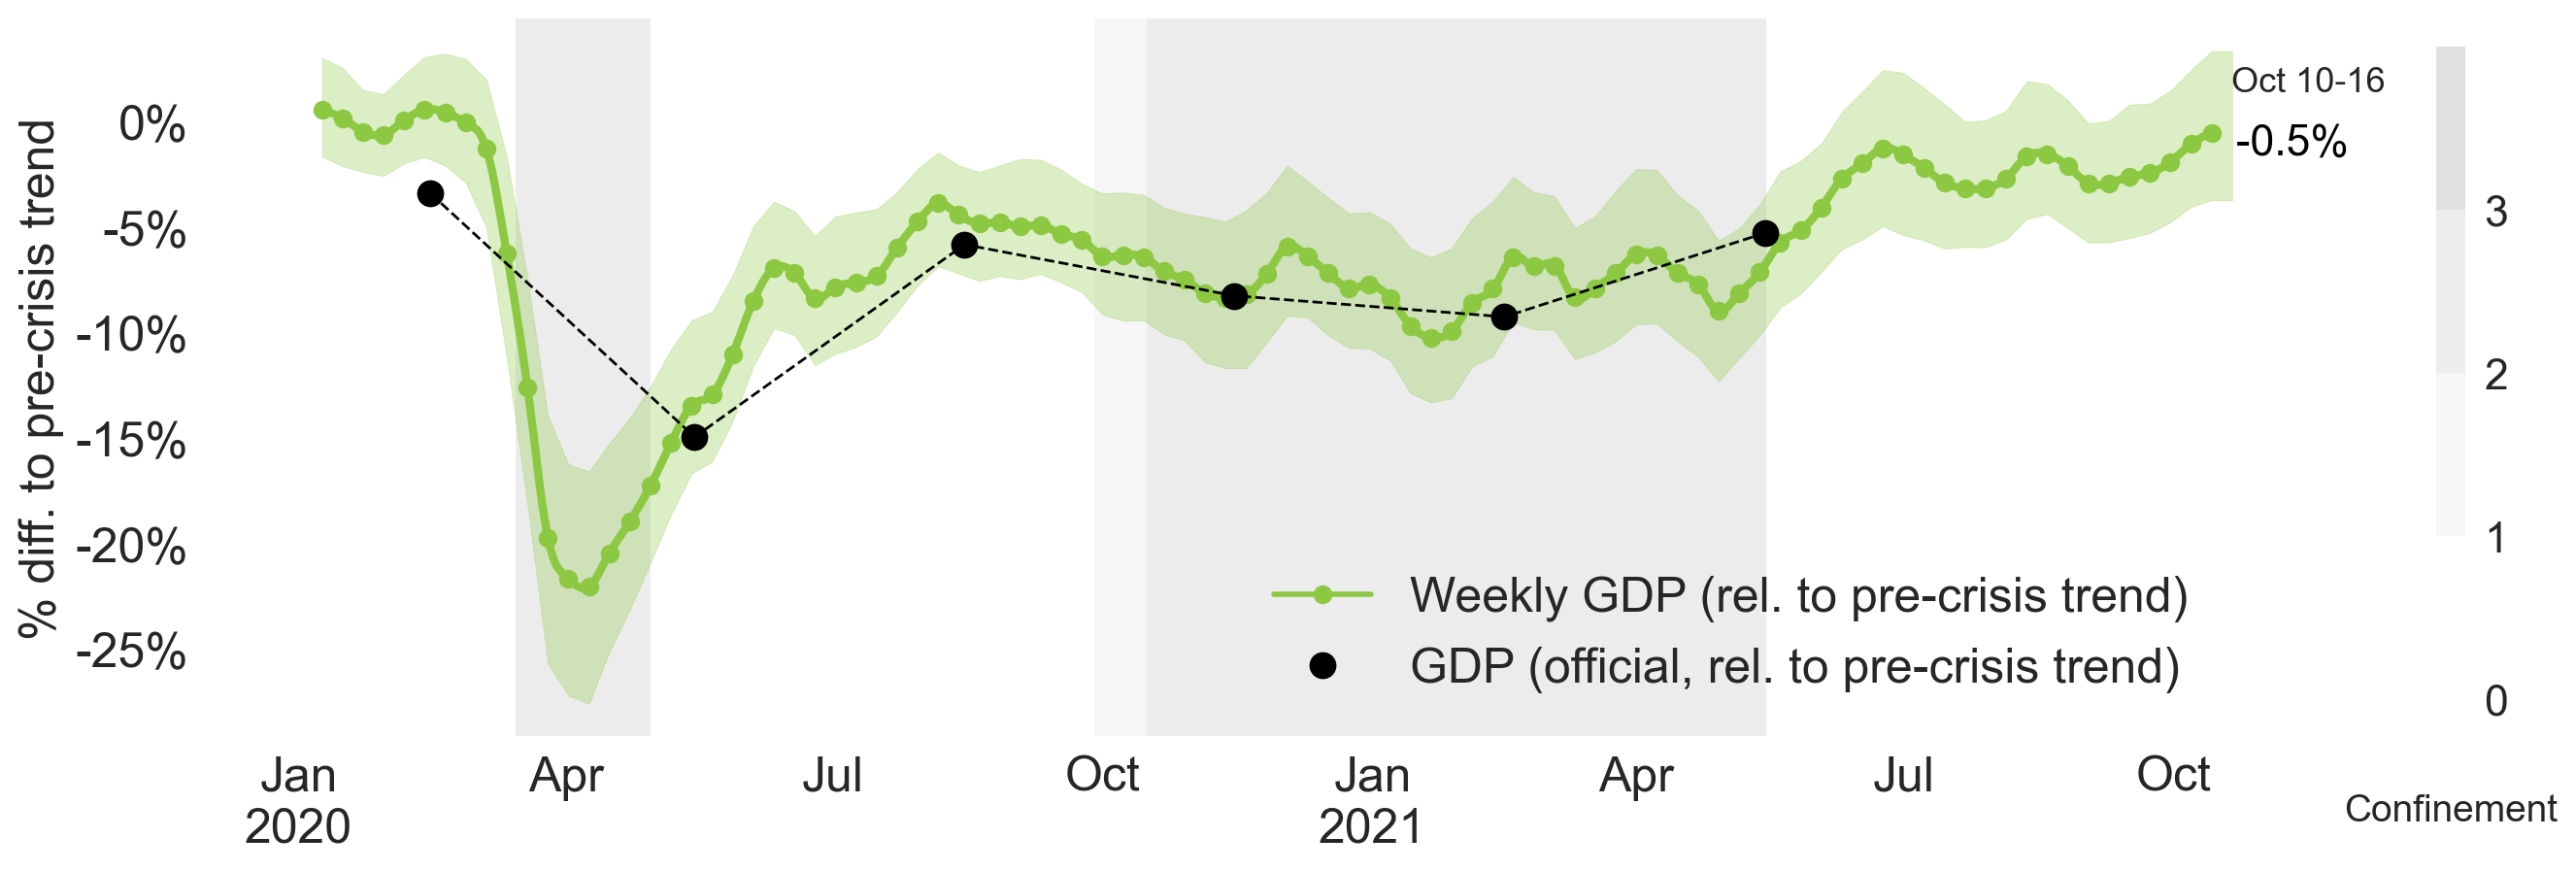 % diff. to pre-crisis trend
0%
-5%
-10%
-15%
-20%
-25%
Oct 10-16
-0.5%
Weekly GDP (rel. to pre-crisis trend)
GDP (official, rel. to pre-crisis trend)
Jan Apr Jul Oct Jan Apr Jul Oct
2020 2021
3
2
1
0
Confinement